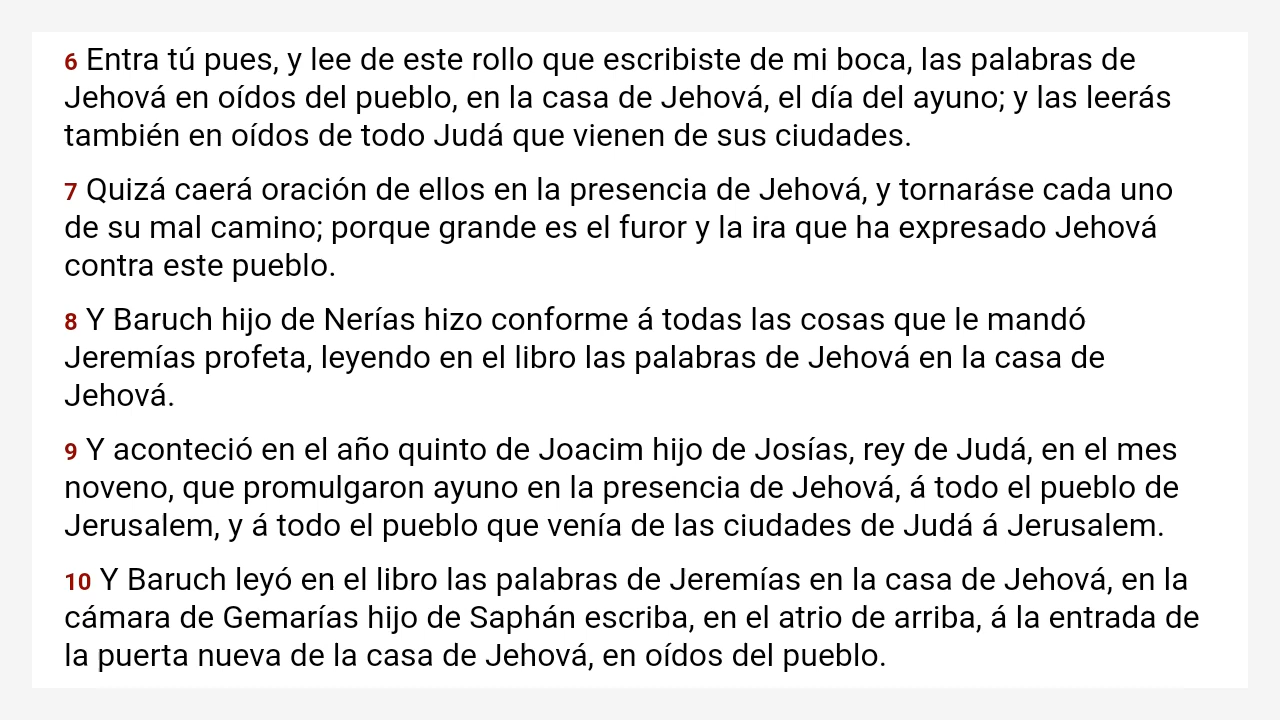 6 Entra tú pues, y lee de este rollo que escribiste de mi boca, las palabras de
Jehová en oídos del pueblo, en la casa de Jehová, el día del ayuno; y las leerás
también en oídos de todo Judá que vienen de sus ciudades.
7 Quizá caerá oración de ellos en la presencia de Jehová, y tornaráse cada uno
de su mal camino; porque grande es el furor y la ira que ha expresado Jehová
contra este pueblo.
8 Y Baruch hijo de Nerías hizo conforme á todas las cosas que le mandó
Jeremías profeta, leyendo en el libro las palabras de Jehová en la casa de
Jehová.
9 Y aconteció en el año quinto de Joacim hijo de Josías, rey de Judá, en el mes
noveno, que promulgaron ayuno en la presencia de Jehová, á todo el pueblo de
Jerusalem, y á todo el pueblo que venía de las ciudades de Judá á Jerusalem.
10 Y Baruch leyó en el libro las palabras de Jeremías en la casa de Jehová, en la
cámara de Gemarías hijo de Saphán escriba, en el atrio de arriba, á la entrada de
la puerta nueva de la casa de Jehová, en oídos del pueblo.